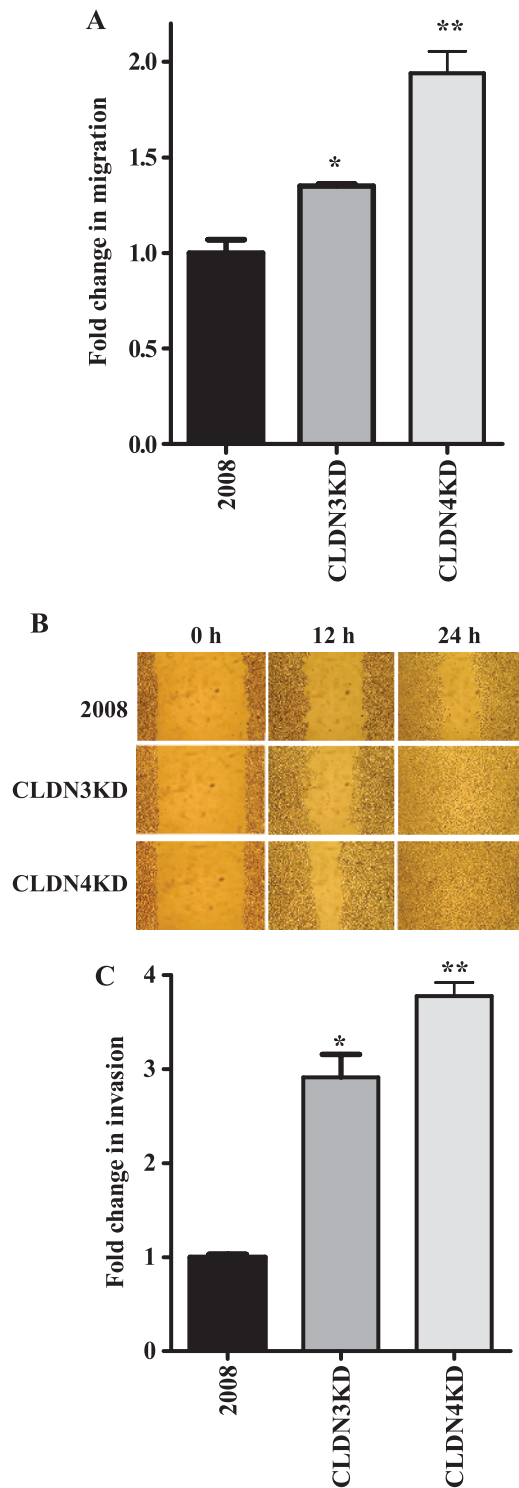 A
Fold change in migration
2.0
1.5
1.0
0.5
0.0
*
**
2008
CLDN3KD
CLDN4KD
B
0 h 12 h 24 h
2008
CLDN3KD
CLDN4KD
C
Fold change in invasion
4
3
2
1
0
*
**
2008
CLDN3KD
CLDN4KD